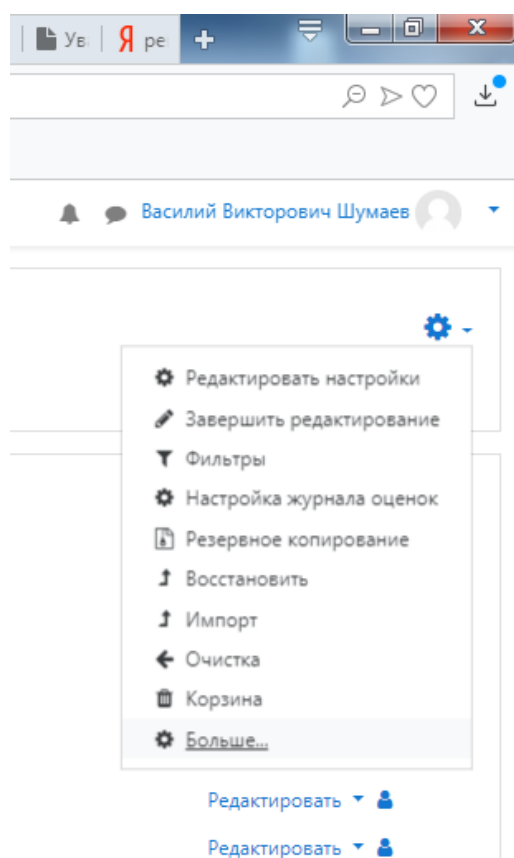 Ув Я ре
Василий Викторович Шумаев
Редактировать настройки
Завершить редактирование
Фильтры
Настройка журнала оценок
Резервное копирование
Восстановить
Импорт
Очистка
Корзина
Больше...
Редактировать
Редактировать